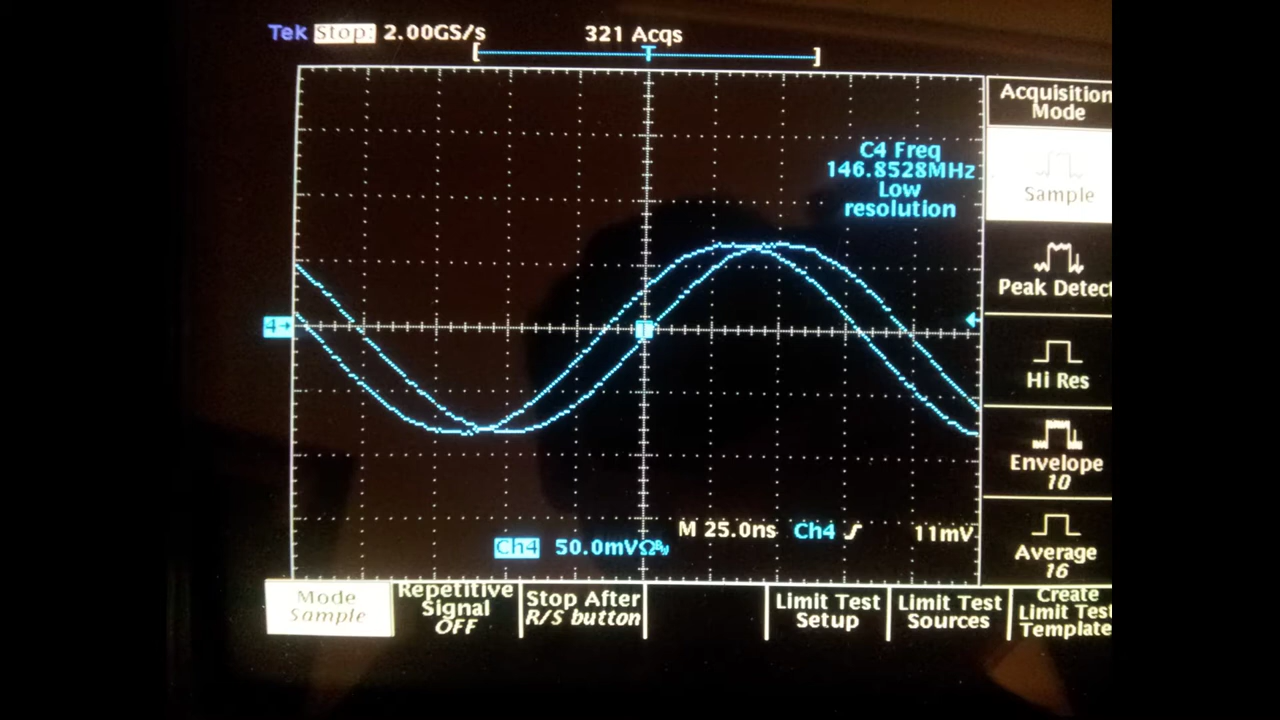 Tek Stop: 2.00GS/s 321 Acqs
T
[ ]
Acquisition
Mode
C4 Freq
146.8528MHz
Low
resolution
Sample
Peak Detect
4→
T
Hi Res
Envelope
10
M 25.0ns Ch4 11mV
Ch4 50.0mVΩBW
Average
16
Mode
Sample
Repetitive
Signal
OFF
Stop After
R/S button
Limit Test
Setup
Limit Test
Sources
Create
Limit Test
Template